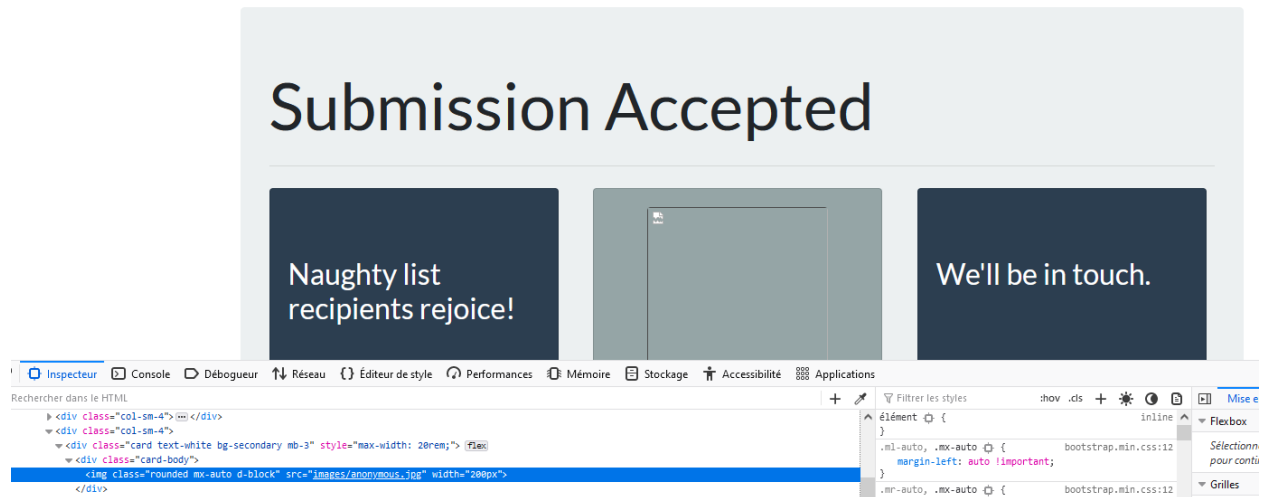 Submission Accepted
Naughty list
recipients rejoice!
We'll be in touch.
Inspecteur Console Débogueur Réseau {} Éditeur de style Performances Mémoire Stockage Accessibilité Applications
Rechercher dans le HTML
<div class="col-sm-4"> </div>
<div class="col-sm-4">
<div class="card text-white bg-secondary mb-3" style="max-width: 20rem;"> flex
<div class="card-body">
<img class="rounded mx-auto d-block" src="images/anonymous.jpg" width="200px">
</div>
Filtrer les styles :hov .cls + 
élément { inline
}
.ml-auto, .mx-auto { bootstrap.min.css:12
margin-left: auto !important;
}
.mr-auto, .mx-auto { bootstrap.min.css:12
Mise e
Flexbox
Sélectionn
pour conti
Grilles